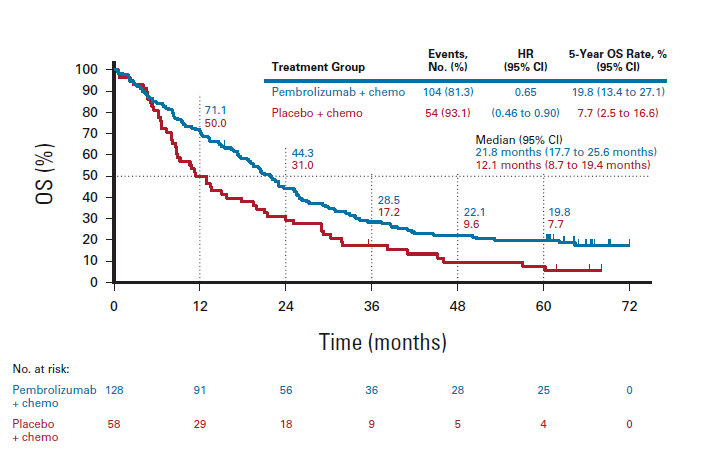 Treatment Group Events, No. (%) HR (95% CI) 5-Year OS Rate, % (95% CI)
Pembrolizumab + chemo 104 (81.3) 0.65 19.8 (13.4 to 27.1)
Placebo + chemo 54 (93.1) (0.46 to 0.90) 7.7 (2.5 to 16.6)
Median (95% CI)
21.8 months (17.7 to 25.6 months)
12.1 months (8.7 to 19.4 months)
OS (%)
100
90
80
70
60
50
40
30
20
10
0
71.1
50.0
44.3
31.0
28.5
17.2
22.1
9.6
19.8
7.7
0 12 24 36 48 60 72
Time (months)
No. at risk:
Pembrolizumab 128 91 56 36 28 25 0
+ chemo
Placebo 58 29 18 9 5 4 0
+ chemo